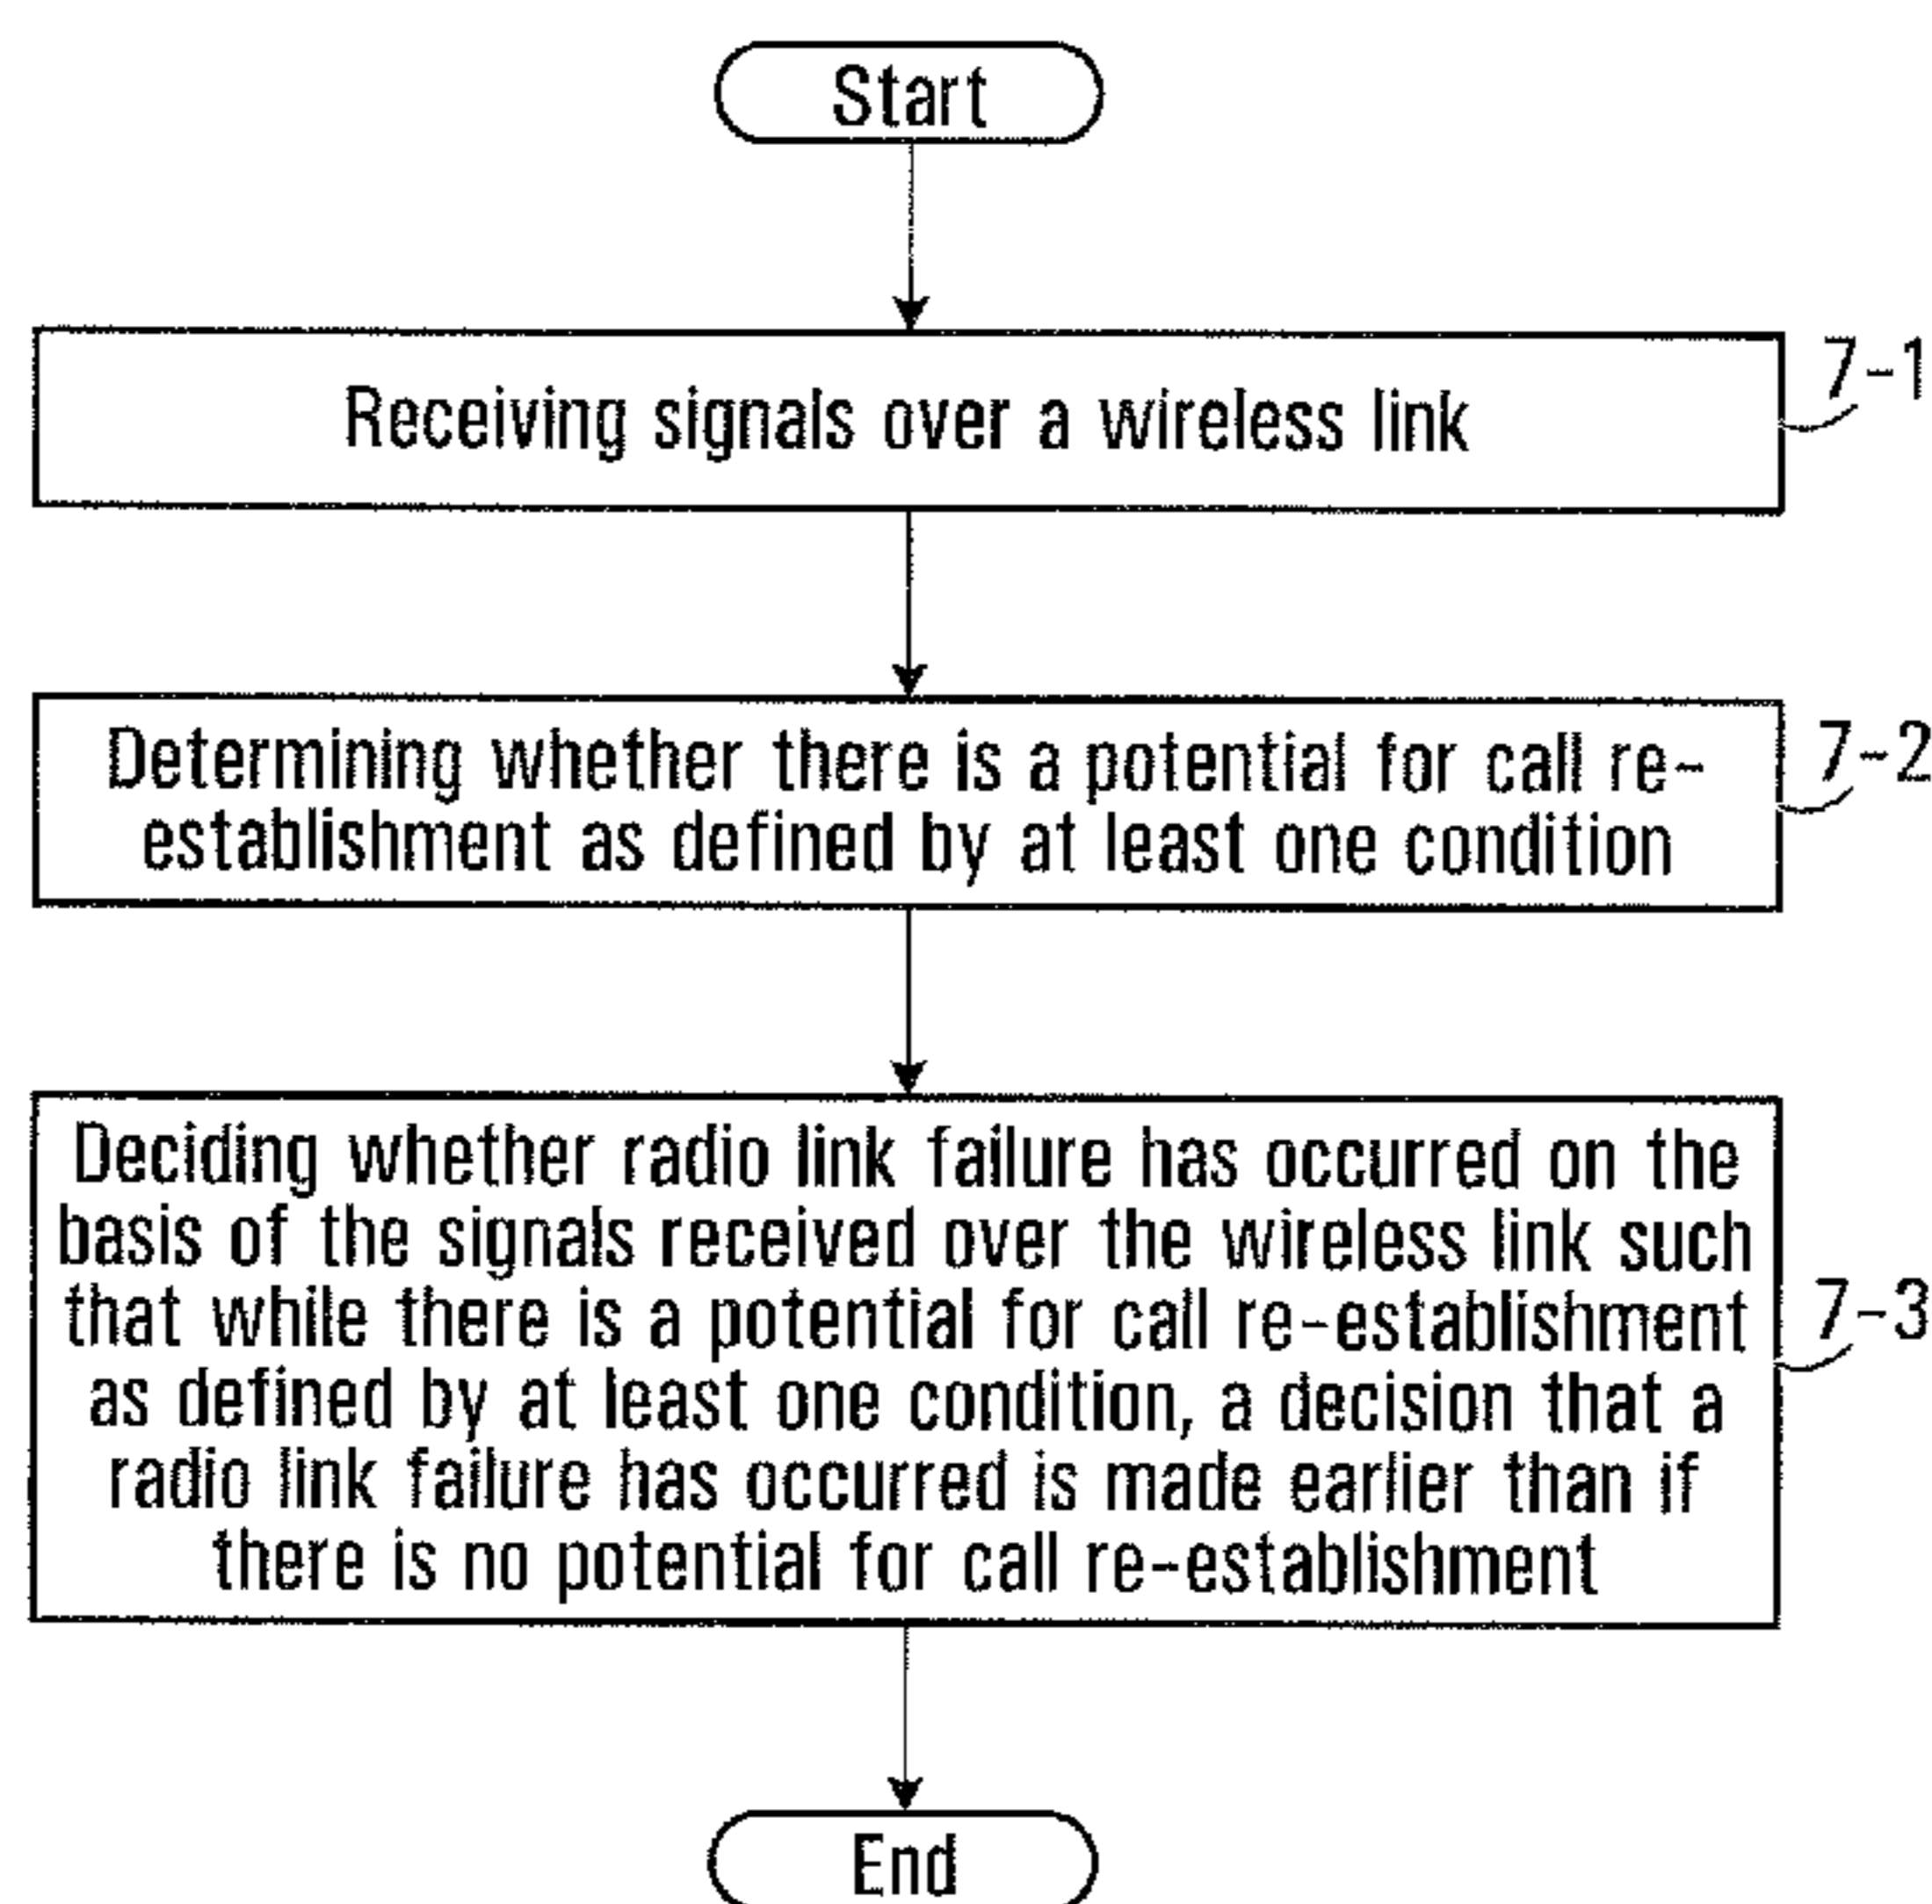 Start
Receiving signals over a wireless link
7-1
Determining whether there is a potential for call re-
establishment as defined by at least one condition
7-2
Deciding whether radio link failure has occurred on the
basis of the signals received over the wireless link such
that while there is a potential for call re-establishment
as defined by at least one condition, a decision that a
radio link failure has occurred is made earlier than if
there is no potential for call re-establishment
7-3
End